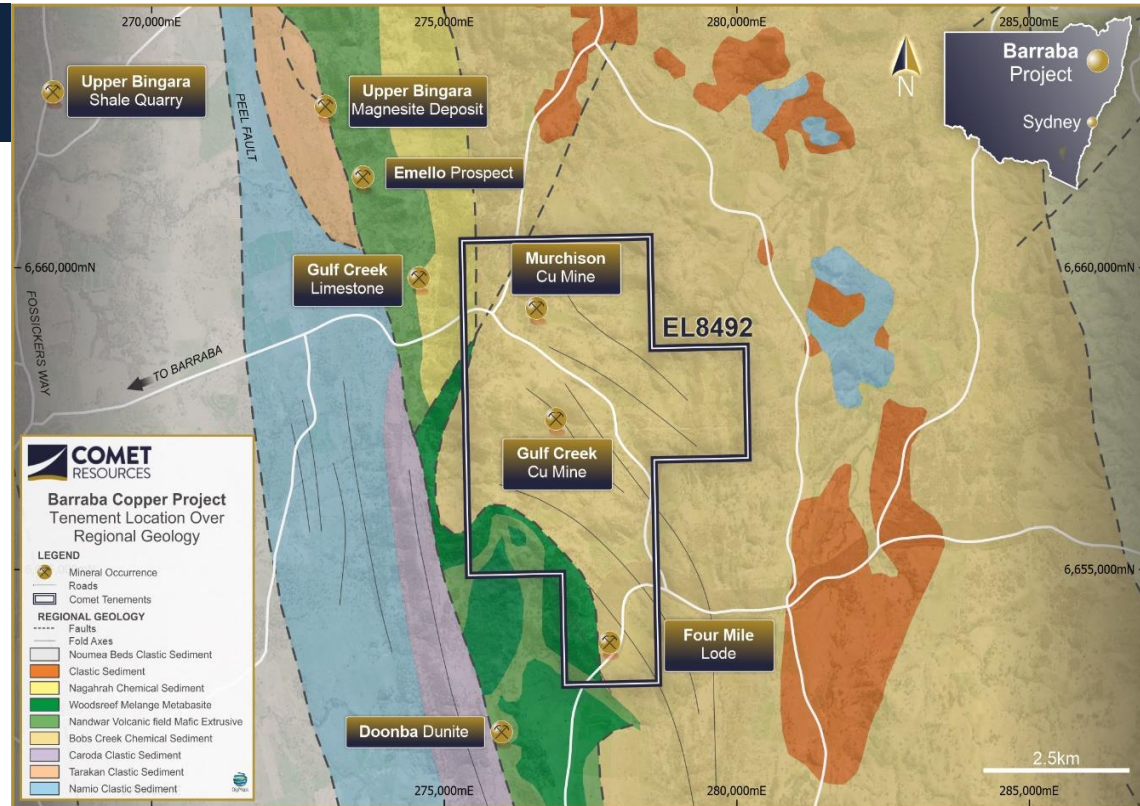 270,000mE
275,000mE
280,000mE
285,000mE
Upper Bingara
Shale Quarry
PEEL FAULT
Upper Bingara
Magnesite Deposit
N
Barraba
Project
Sydney
Emello Prospect
6,660,000mN
6,660,000mN
Gulf Creek
Limestone
Murchison
Cu Mine
EL8492
FOSSICKERS WAY
TO BARRABA
Gulf Creek
Cu Mine
COMET
RESOURCES
Barraba Copper Project
Tenement Location Over
Regional Geology
LEGEND
Mineral Occurrence
Roads
Comet Tenements
REGIONAL GEOLOGY
Faults
Fold Axes
Noumea Beds Clastic Sediment
Clastic Sediment
Nagahrah Chemical Sediment
Woodsreef Melange Metabasite
Nandwar Volcanic field Mafic Extrusive
Bobs Creek Chemical Sediment
Caroda Clastic Sediment
Tarakan Clastic Sediment
Namio Clastic Sediment
6,655,000mN
Four Mile
Lode
Doonba Dunite
2.5km
275,000mE
280,000mE
285,000mE